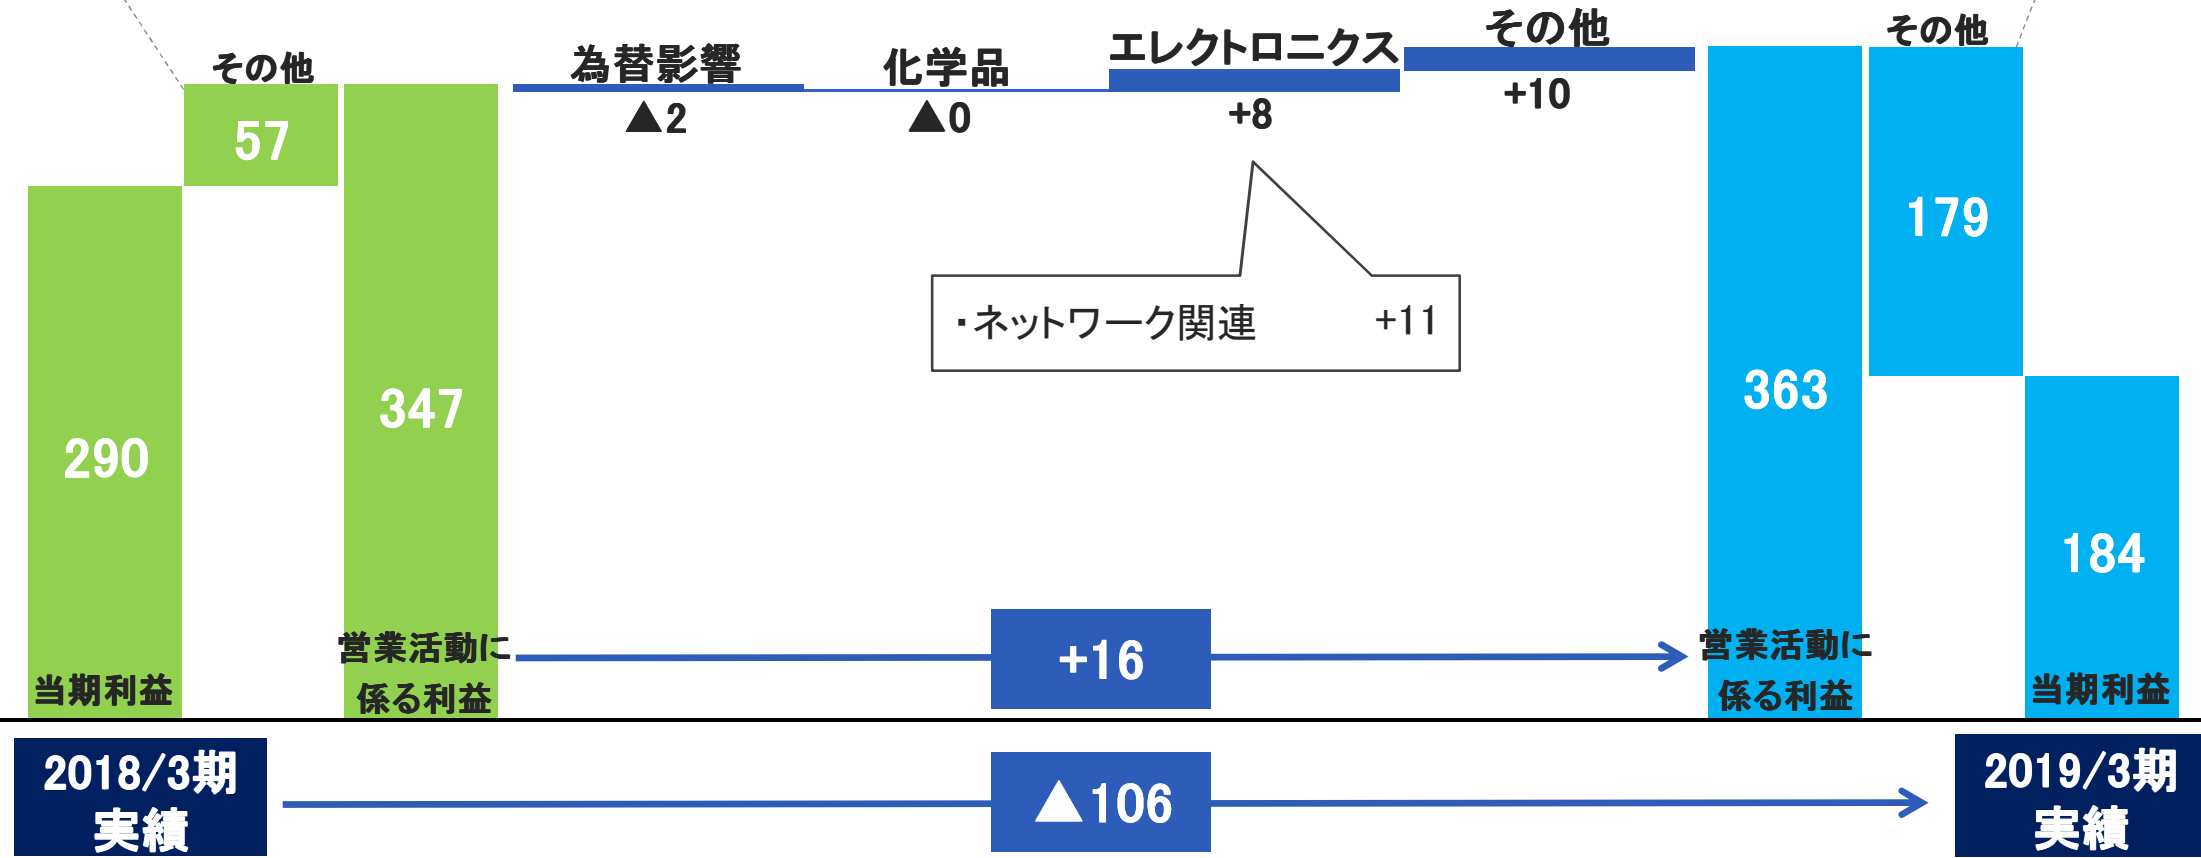 その他
57
290
347
当期利益
営業活動に
係る利益
為替影響
▲2
化学品
▲0
エレクトロニクス
+8
その他
+10
・ネットワーク関連 +11
+16
363
営業活動に
係る利益
その他
179
184
当期利益
2018/3期
実績
▲106
2019/3期
実績